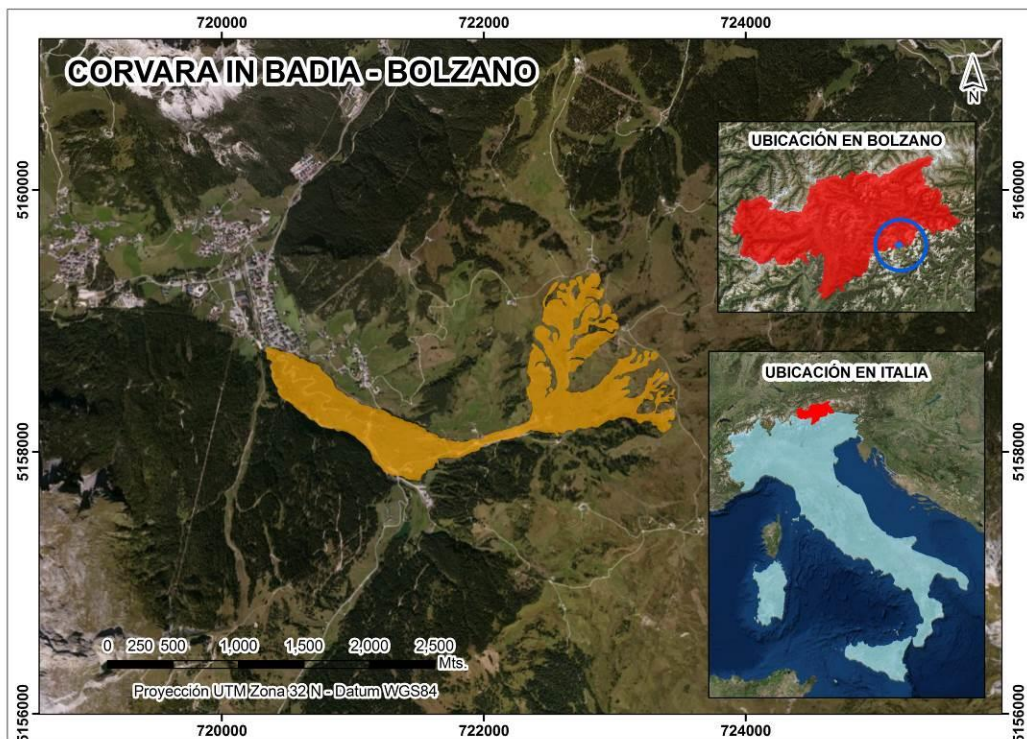 720000 722000 724000
CORVARA IN BADIA - BOLZANO
N
UBICACIÓN EN BOLZANO
5160000 5160000
UBICACIÓN EN ITALIA
5158000 5158000
0 250 500 1,000 1,500 2,000 2,500
Mts.
Proyección UTM Zona 32 N - Datum WGS84
5156000 5156000
720000 722000 724000